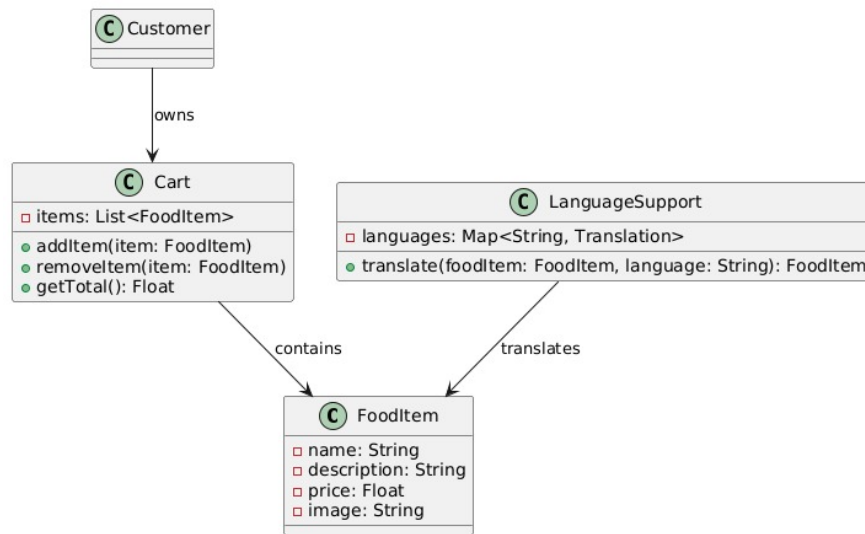 C Customer
owns
C Cart
items: List<FoodItem>
addItem(item: FoodItem)
removeItem(item: FoodItem)
getTotal(): Float
C LanguageSupport
languages: Map<String, Translation>
translate(foodItem: FoodItem, language: String): FoodItem
contains
translates
C FoodItem
name: String
description: String
price: Float
image: String